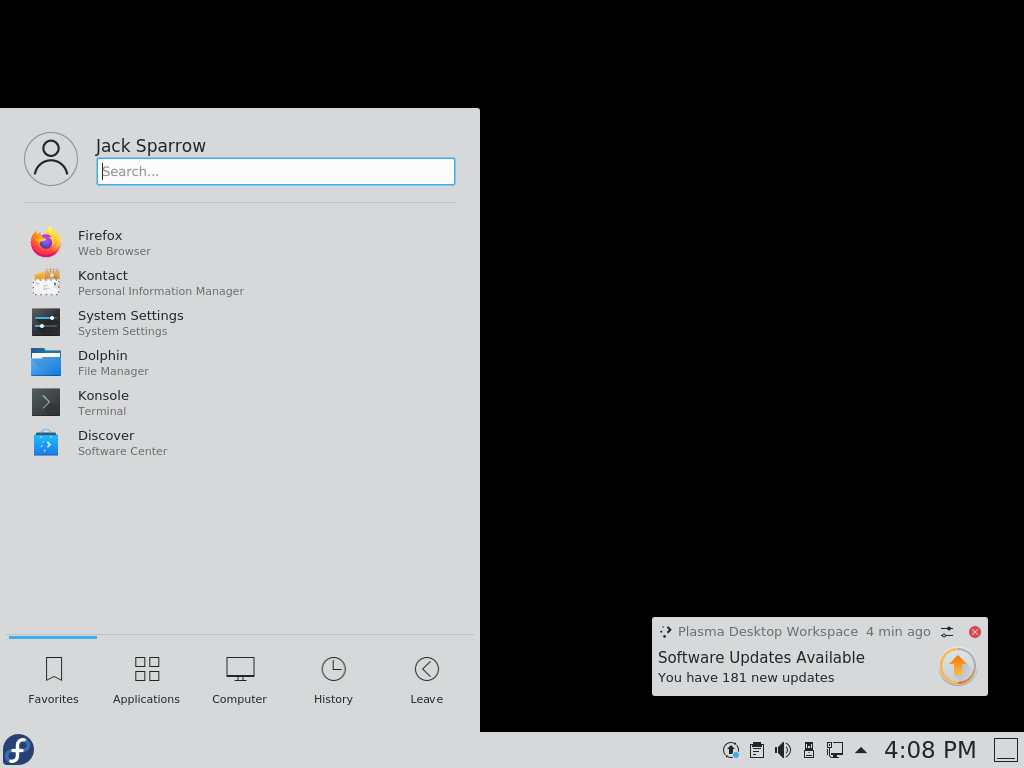 Jack Sparrow
Search...
Firefox
Web Browser
Kontact
Personal Information Manager
System Settings
System Settings
Dolphin
File Manager
Konsole
Terminal
Discover
Software Center
Favorites
Applications
Computer
History
Leave
Plasma Desktop Workspace 4 min ago
Software Updates Available
You have 181 new updates
4:08 PM